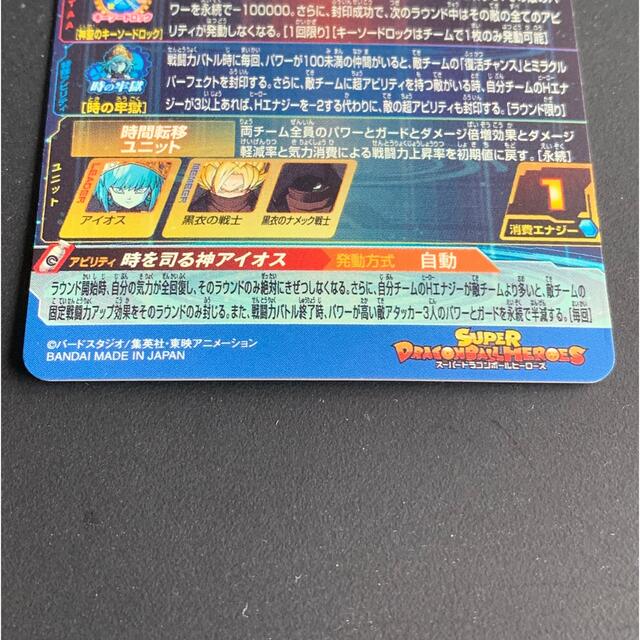 ワーを永続で-100000。さらに、封印成功で、次のラウンド中はその敵の全てのアビ
キーソードロック
[神聖のキーソードロック]
リティが発動しなくなる。[1回限り][キーソードロックはチームで1枚のみ発動可能]
時の牢獄
[時の牢獄]
戦闘力バトル時に毎回、パワーが100未満の仲間がいると、敵チームの「復活チャンス」とミラクル
パーフェクトを封印する。さらに、敵チームに超アビリティを持つ敵がいる時、自分チームのHエナ
ジーが3以上あれば、Hエナジーを-2する代わりに、敵の超アビリティも封印する。[ラウンド限り]
ユニット
時間転移
ユニット
両チーム全員のパワーとガードとダメージ倍増効果とダメージ
軽減率と気力消費による戦闘力上昇率を初期値に戻す。[永続]
LEADER
アイオス
MEMBER
黒衣の戦士
黒衣のナメック戦士
1
消費エナジー
アビリティ 時を司る神アイオス 発動方式 自動
ラウンド開始時、自分の気力が全回復し、そのラウンドのみ絶対にきぜつしなくなる。さらに、自分チームのHエナジーが敵チームより多いと、敵チームの
固定戦闘力アップ効果をそのラウンドのみ封じる。また、戦闘力バトル終了時、パワーが高い敵アタッカー3人のパワーとガードを永続で半減する。[毎回]
©バードスタジオ/集英社・東映アニメーション
BANDAI MADE IN JAPAN
SUPER
DRAGONBALL HEROES
スーパードラゴンボールヒーローズ